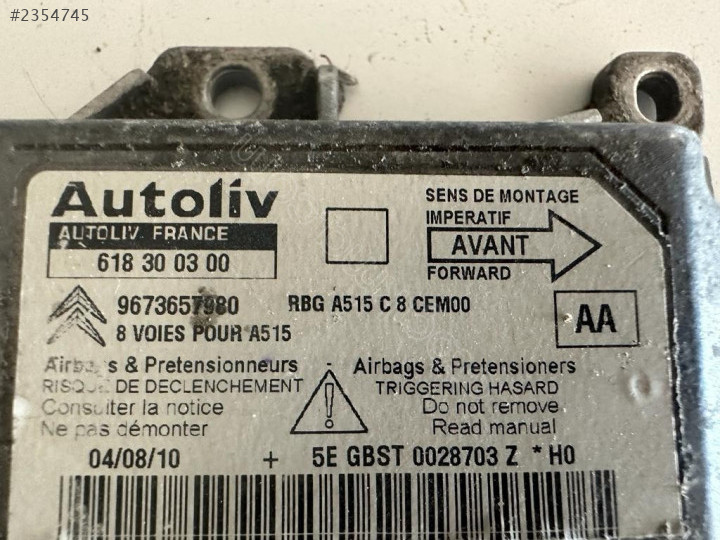 #2354745
Autoliv
AUTOLIV FRANCE
618 30 03 00
SENS DE MONTAGE
IMPERATIF
AVANT
FORWARD
9673657980
RBG A515 C 8 CEM00
8 VOIES POUR A515
AA
Airbags & Pretensionneurs
RISQUE DE DECLENCHEMENT
Consulter la notice
Ne pas démonter
Airbags & Pretensioners
TRIGGERING HASARD
Do not remove
Read manual
04/08/10 + 5E GBST 0028703 Z * H0